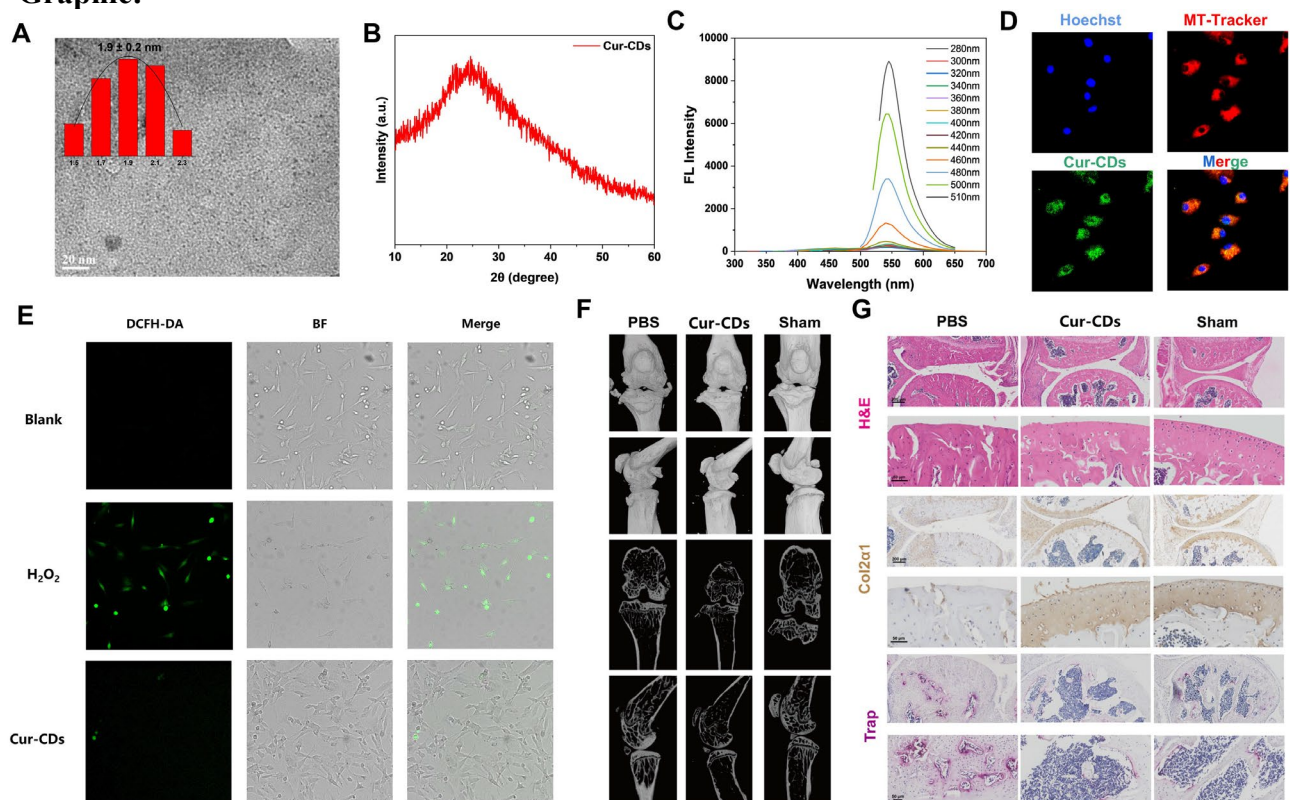 Graphic:
A
1.9 ± 0.2 nm
1.5 1.7 1.9 2.1 2.3
20 nm
B
Cur-CDs
Intensity (a.u.)
10 20 30 40 50 60
2θ (degree)
C
10000
8000
6000
4000
2000
0
FL Intensity
280nm
300nm
320nm
340nm
360nm
380nm
400nm
420nm
440nm
460nm
480nm
500nm
510nm
300 350 400 450 500 550 600 650 700
Wavelength (nm)
D
Hoechst MT-Tracker
Cur-CDs Merge
E
DCFH-DA BF Merge
Blank
H₂O₂
Cur-CDs
F
PBS Cur-CDs Sham
G
PBS Cur-CDs Sham
H&E
Col2α1
Trap